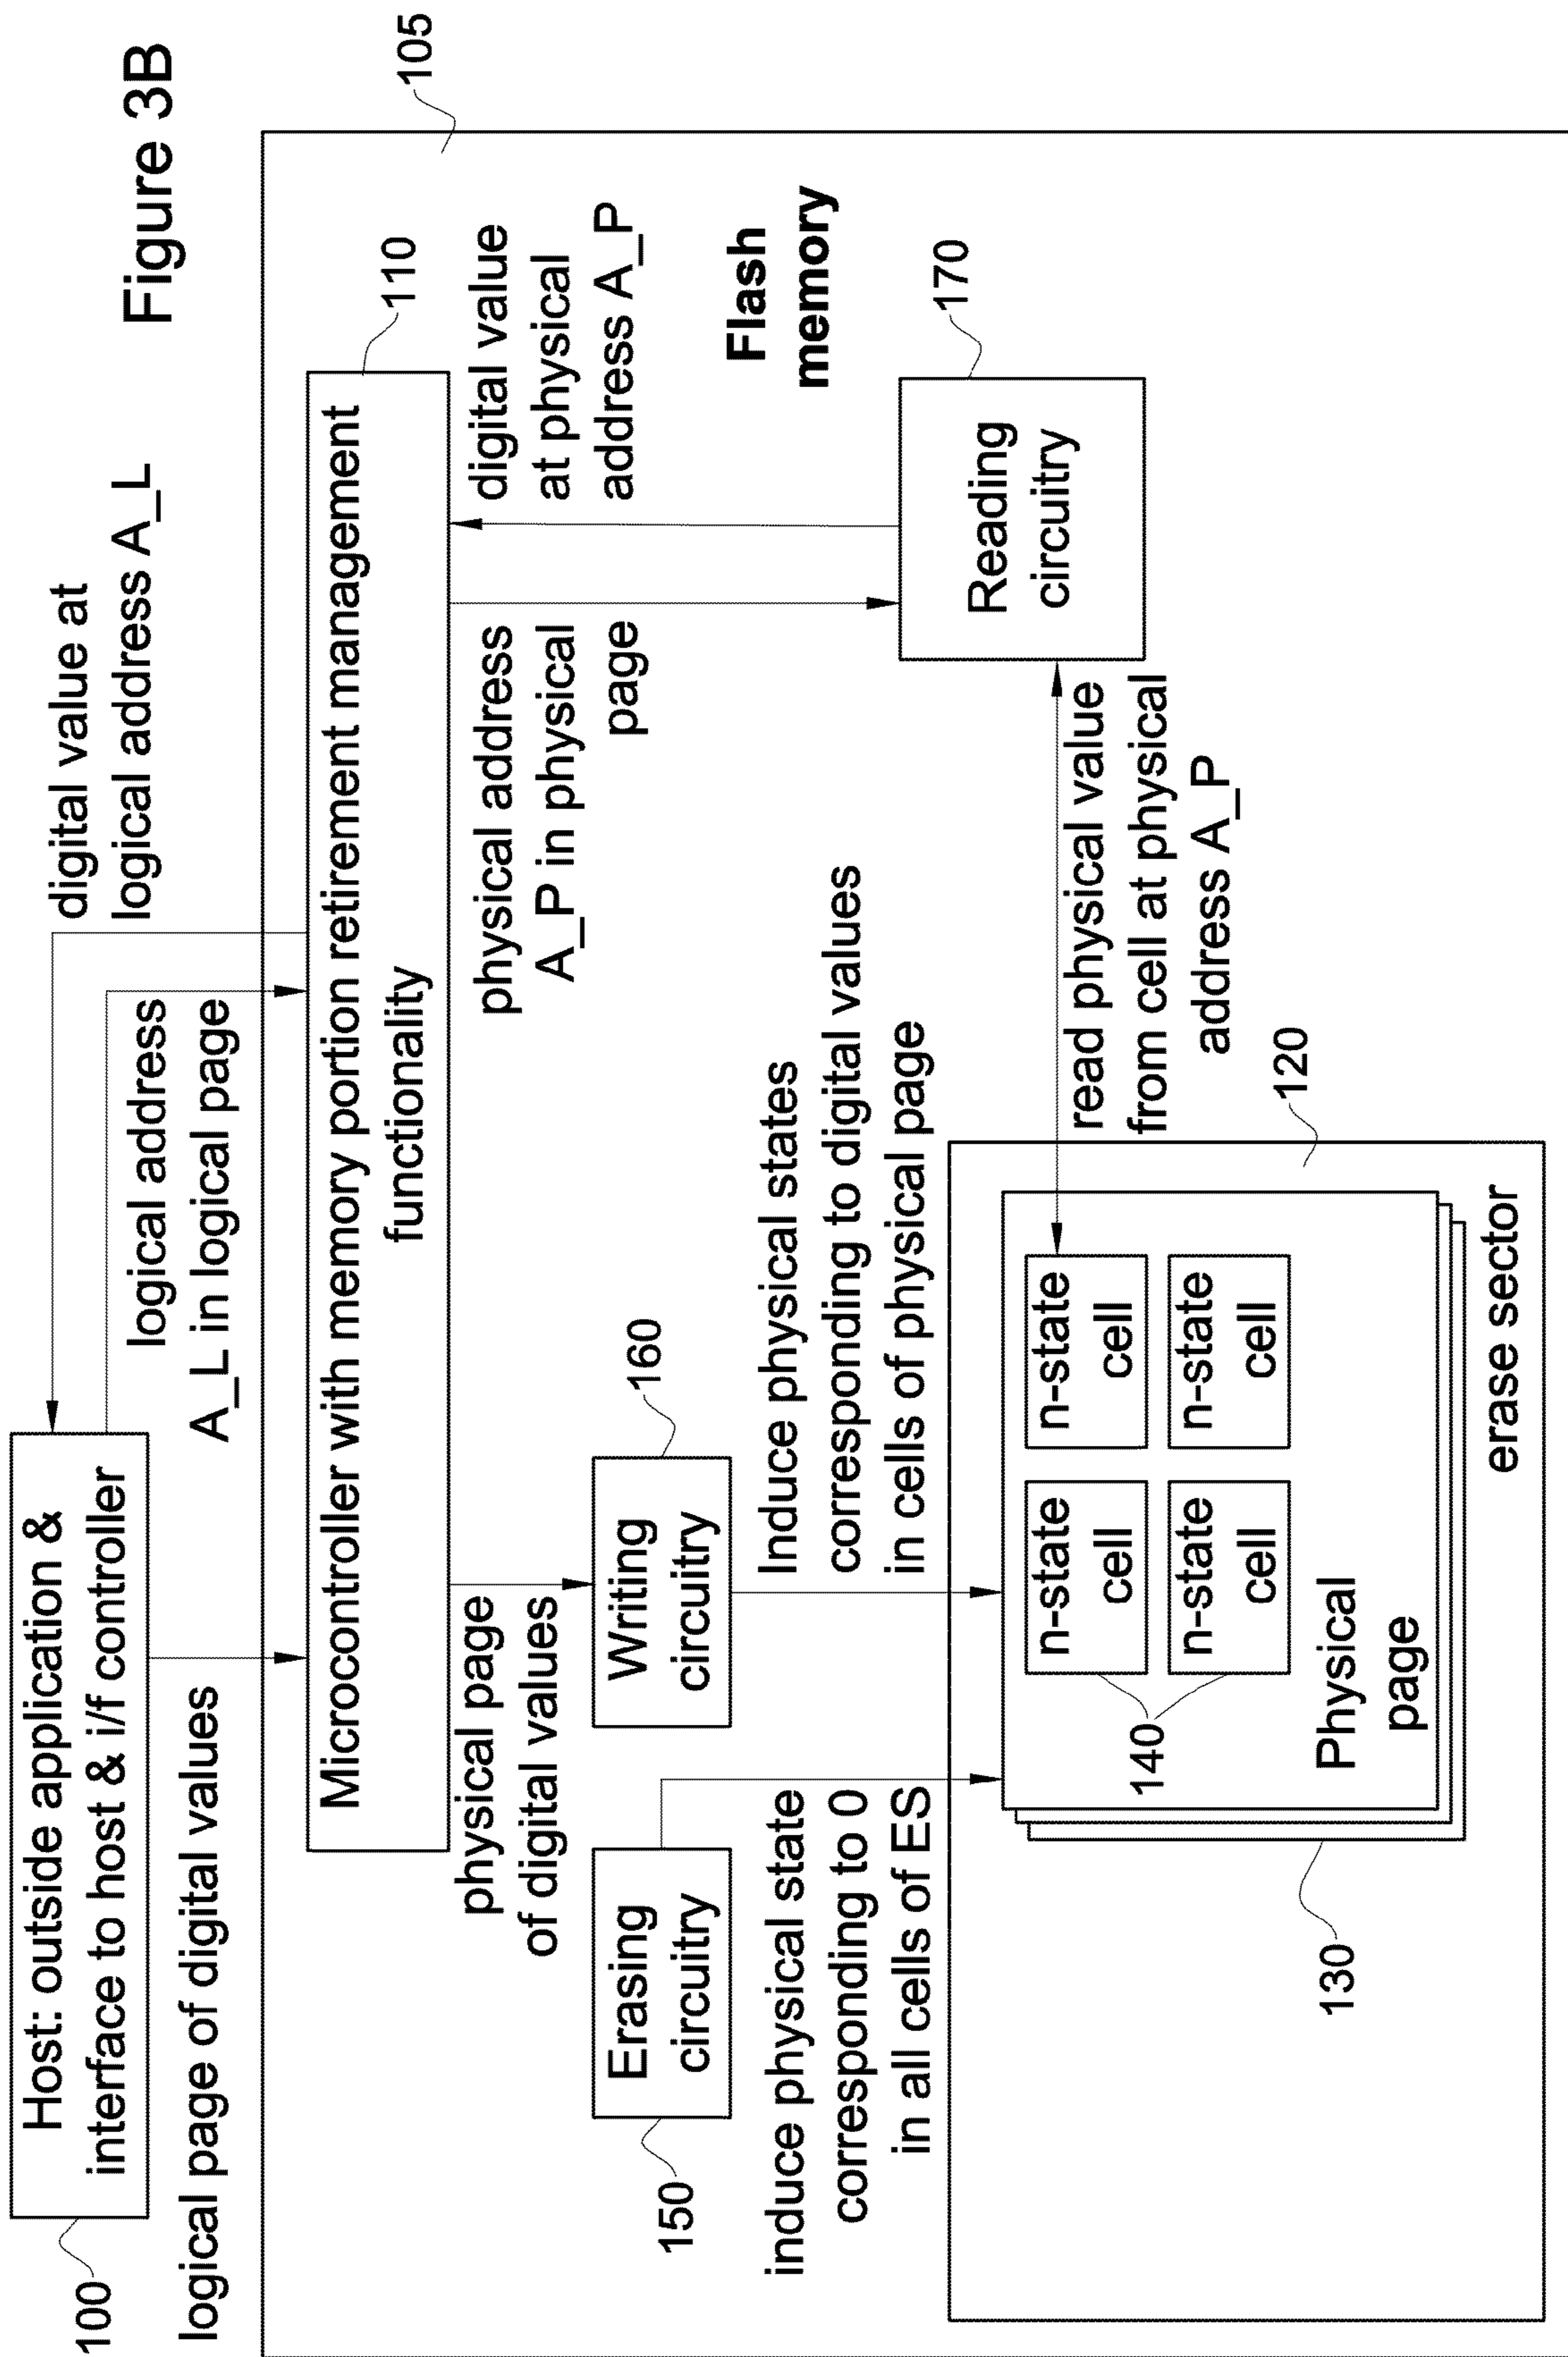 Figure 3B
100
Host: outside application &
interface to host & i/f controller
digital value at
logical address A_L
logical address
A_L in logical page
logical page of digital values
105
110
Microcontroller with memory portion retirement management
functionality
physical page
of digital values
physical address
A_P in physical
page
digital value
at physical
address A_P
Flash
memory
150
Erasing
circuitry
160
Writing
circuitry
170
Reading
circuitry
induce physical state
corresponding to 0
in all cells of ES
Induce physical states
corresponding to digital values
in cells of physical page
read physical value
from cell at physical
address A_P
120
n-state
cell
n-state
cell
n-state
cell
n-state
cell
140
Physical
page
130
erase sector